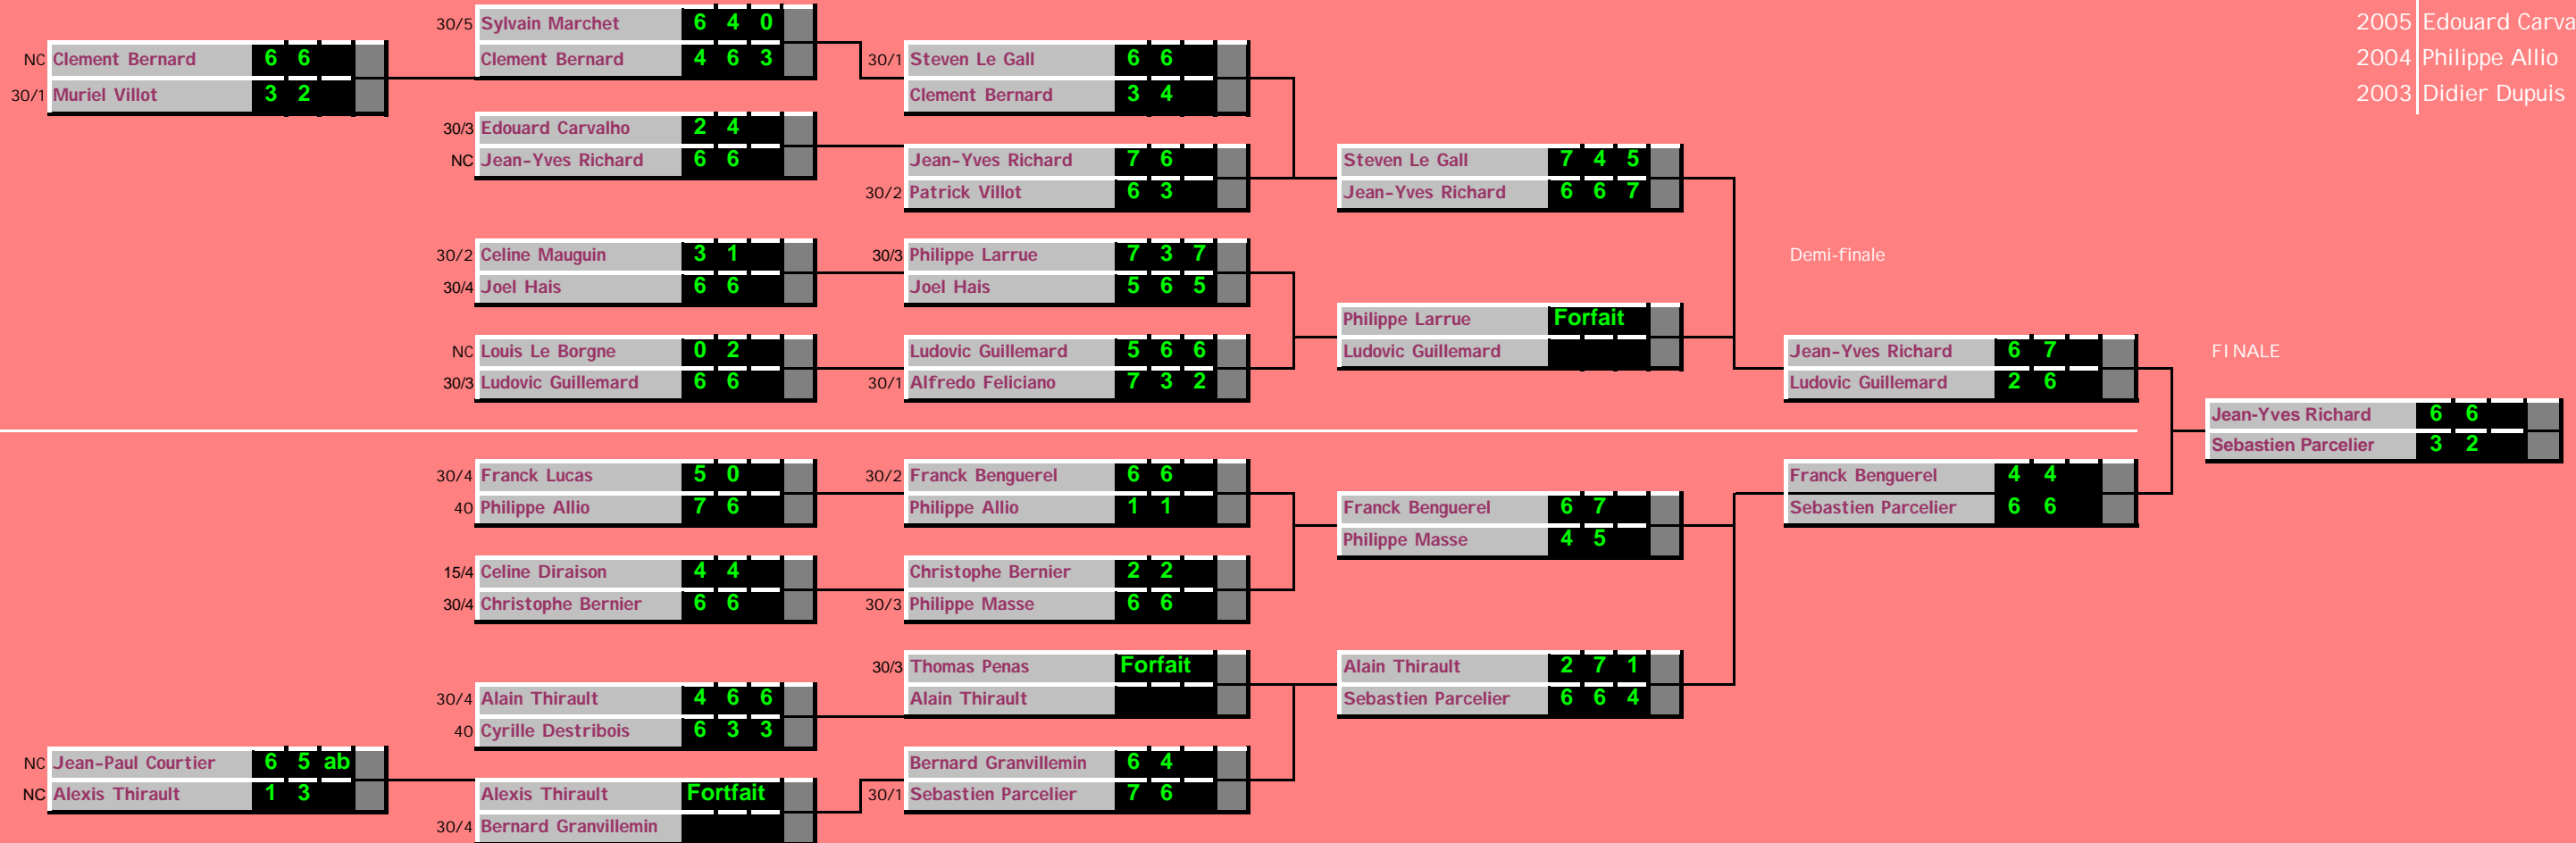 2005 Edouard Carva
2004 Philippe Allio
2003 Didier Dupuis
NC Clement Bernard 6 6
30/1 Muriel Villot 3 2
NC Jean-Paul Courtier 6 5 ab
NC Alexis Thirault 1 3
30/5 Sylvain Marchet 6 4 0
Clement Bernard 4 6 3
30/3 Edouard Carvalho 2 4
NC Jean-Yves Richard 6 6
30/2 Celine Mauguin 3 1
30/4 Joel Hais 6 6
NC Louis Le Borgne 0 2
30/3 Ludovic Guillemard 6 6
30/4 Franck Lucas 5 0
40 Philippe Allio 7 6
15/4 Celine Diraison 4 4
30/4 Christophe Bernier 6 6
30/4 Alain Thirault 4 6 6
40 Cyrille Destribois 6 3 3
Alexis Thirault Fortfait
30/4 Bernard Granvillemin
30/1 Steven Le Gall 6 6
Clement Bernard 3 4
Jean-Yves Richard 7 6
30/2 Patrick Villot 6 3
30/3 Philippe Larrue 7 3 7
Joel Hais 5 6 5
Ludovic Guillemard 5 6 6
30/1 Alfredo Feliciano 7 3 2
30/2 Franck Benguerel 6 6
Philippe Allio 1 1
Christophe Bernier 2 2
30/3 Philippe Masse 6 6
30/3 Thomas Penas Forfait
Alain Thirault
Bernard Granvillemin 6 4
30/1 Sebastien Parcelier 7 6
Steven Le Gall 7 4 5
Jean-Yves Richard 6 6 7
Philippe Larrue Forfait
Ludovic Guillemard
Franck Benguerel 6 7
Philippe Masse 4 5
Alain Thirault 2 7 1
Sebastien Parcelier 6 6 4
Demi-finale
Jean-Yves Richard 6 7
Ludovic Guillemard 2 6
Franck Benguerel 4 4
Sebastien Parcelier 6 6
FINALE
Jean-Yves Richard 6 6
Sebastien Parcelier 3 2